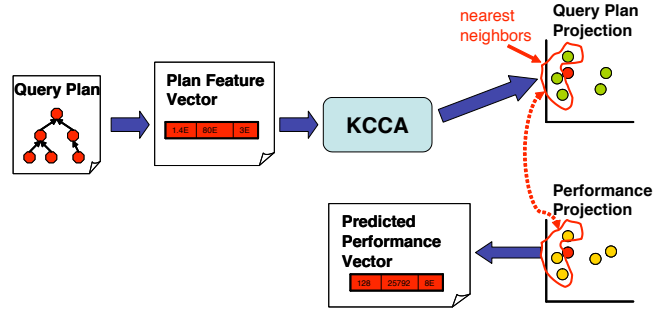 nearest
neighbors
Query Plan
Projection
Query Plan
Plan Feature
Vector
1.4E 80E 3E
KCCA
Performance
Projection
Predicted
Performance
Vector
128 25792 8E